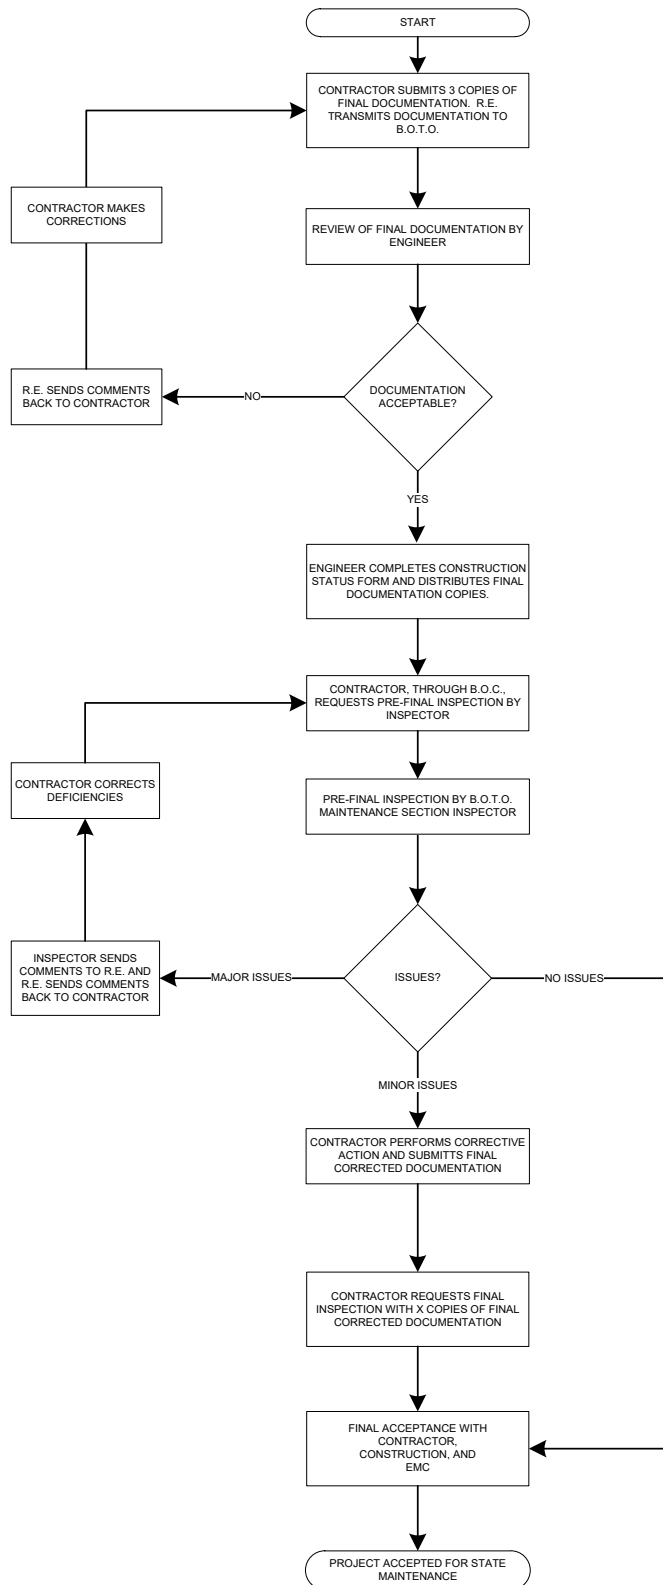 START
CONTRACTOR SUBMITS 3 COPIES OF
FINAL DOCUMENTATION. R.E.
TRANSMITS DOCUMENTATION TO
B.O.T.O.
CONTRACTOR MAKES
CORRECTIONS
REVIEW OF FINAL DOCUMENTATION BY
ENGINEER
R.E. SENDS COMMENTS
BACK TO CONTRACTOR
NO
DOCUMENTATION
ACCEPTABLE?
YES
ENGINEER COMPLETES CONSTRUCTION
STATUS FORM AND DISTRIBUTES FINAL
DOCUMENTATION COPIES.
CONTRACTOR, THROUGH B.O.C.,
REQUESTS PRE-FINAL INSPECTION BY
INSPECTOR
CONTRACTOR CORRECTS
DEFICIENCIES
PRE-FINAL INSPECTION BY B.O.T.O.
MAINTENANCE SECTION INSPECTOR
INSPECTOR SENDS
COMMENTS TO R.E. AND
R.E. SENDS COMMENTS
BACK TO CONTRACTOR
MAJOR ISSUES
ISSUES?
NO ISSUES
MINOR ISSUES
CONTRACTOR PERFORMS CORRECTIVE
ACTION AND SUBMITTS FINAL
CORRECTED DOCUMENTATION
CONTRACTOR REQUESTS FINAL
INSPECTION WITH X COPIES OF FINAL
CORRECTED DOCUMENTATION
FINAL ACCEPTANCE WITH
CONTRACTOR,
CONSTRUCTION, AND
EMC
PROJECT ACCEPTED FOR STATE
MAINTENANCE